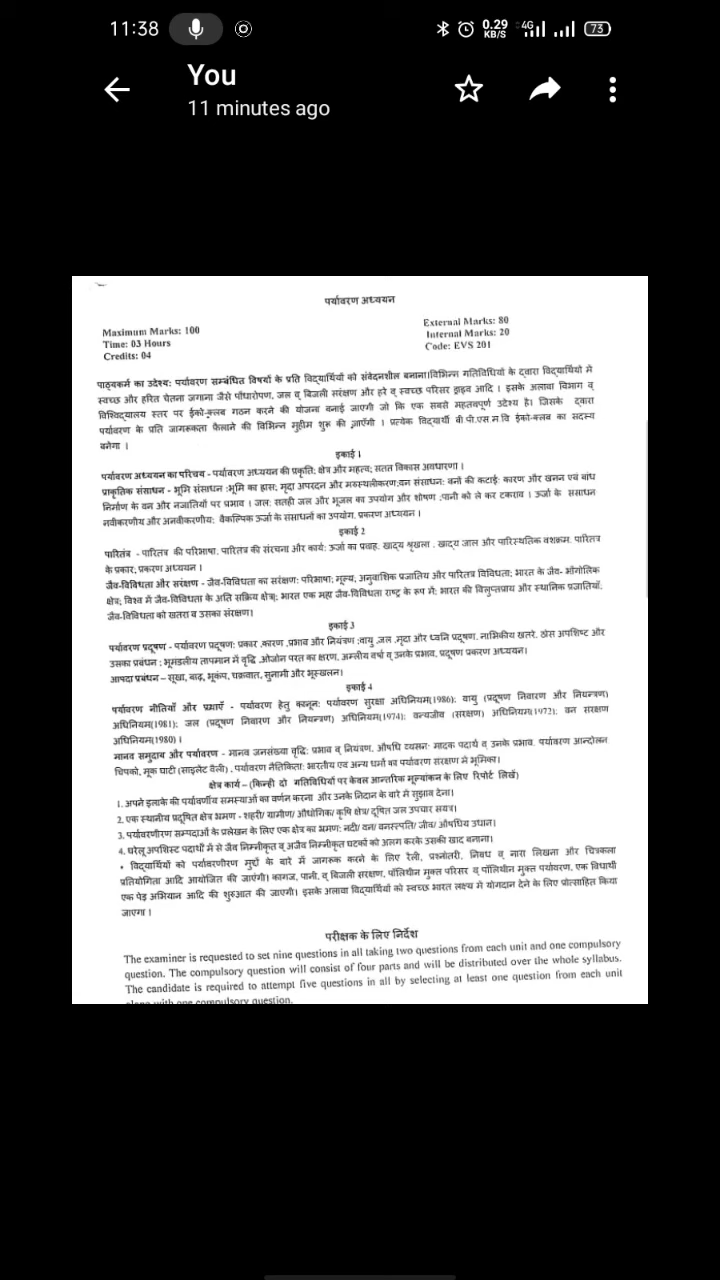 11:38
0.29 KB/S 4G 73
You
11 minutes ago
पर्यावरण अध्ययन
Maximum Marks: 100
External Marks: 80
Time: 03 Hours
Internal Marks: 20
Credits: 04
Code: EVS 201
पाठ्यकर्म का उदेश्य: पर्यावरण सम्बंधित विषयों के प्रति विद्यार्थियों को संवेदनशील बनाना।विभिन्न गतिविधियों के द्वारा विद्यार्थियों मे
स्वच्छ और हरित चेतना जगाना जैसे पौधारोपण, जल व् बिजली सरंक्षण और हरे व् स्वच्छ परिसर ड्राइव आदि । इसके अलावा विभाग व्
विश्विद्यालय स्तर पर ईको-क्लब गठन करने की योजना बनाई जाएगी जो कि एक सबसे महतवपूर्ण उदेश्य है। जिसके द्वारा
पर्यावरण के प्रति जागरूकता फैलाने की विभिन्न मुहीम शुरू की जाएँगी । प्रत्येक विद्यार्थी बी.पी.एस म.वि ईको-क्लब का सदस्य
बनेगा ।
इकाई 1
पर्यावरण अध्ययन का परिचय - पर्यावरण अध्ययन की प्रकृति; क्षेत्र और महत्व; सतत विकास अवधारणा ।
प्राकृतिक संसाधन - भूमि संसाधन :भूमि का ह्रास; मृदा अपरदन और मरुस्थलीकरण;वन संसाधन: वनों की कटाई: कारण और खनन एवं बांध
निर्माण के वन और नजातियों पर प्रभाव । जल: सतही जल और भूजल का उपयोग और शोषण :पानी को ले कर टकराव । ऊर्जा के संसाधन
नवीकरणीय और अनवीकरणीय; वैकल्पिक ऊर्जा के संसाधनों का उपयोग, प्रकरण अध्ययन ।
इकाई 2
पारितंत्र - पारितंत्र की परिभाषा. पारितंत्र की संरचना और कार्य: ऊर्जा का प्रवाह: खाद्य श्रृंखला , खाद्य जाल और पारिस्थतिक वंशक्रम. पारितंत्र
के प्रकार, प्रकरण अध्ययन ।
जैव-विविधता और सरंक्षण - जैव-विविधता का सरंक्षण: परिभाषा; मूल्य, अनुवांशिक प्रजातिय और पारितंत्र विविधता; भारत के जैव- भौगोलिक
क्षेत्र; विश्व में जैव-विविधता के अति सक्रिय क्षेत्र; भारत एक महा जैव-विविधता राष्ट्र के रूप में; भारत की विलुप्तप्राय और स्थानिक प्रजातियाँ,
जैव-विविधता को खतरा व उसका संरक्षण।
इकाई 3
पर्यावरण प्रदूषण - पर्यावरण प्रदूषण: प्रकार ,कारण ,प्रभाव और नियंत्रण ;वायु ,जल ,मृदा और ध्वनि प्रदूषण, नाभिकीय खतरे, ठोस अपशिष्ट और
उसका प्रबंधन ; भूमंडलीय तापमान में वृद्धि ,ओजोन परत का क्षरण, अम्लीय वर्षा व् उनके प्रभाव, प्रदूषण प्रकरण अध्ययन।
आपदा प्रबंधन – सूखा, बाढ़, भूकंप, चक्रवात, सुनामी और भूस्खलन।
इकाई 4
पर्यावरण नीतियाँ और प्रथाएँ - पर्यावरण हेतु कानून: पर्यावरण सुरक्षा अधिनियम(1986); वायु (प्रदूषण निवारण और नियन्त्रण)
अधिनियम(1981); जल (प्रदूषण निवारण और नियन्त्रण) अधिनियम(1974); वन्यजीव (सरंक्षण) अधिनियम(1972); वन सरंक्षण
अधिनियम(1980) ।
मानव समुदाय और पर्यावरण - मानव जनसंख्या वृद्धि: प्रभाव व् नियंत्रण, औषधि व्यसन: मादक पदार्थ व् उनके प्रभाव, पर्यावरण आन्दोलन
चिपको, मूक घाटी (साइलेंट वैली) , पर्यावरण नैतिकिता: भारतीय एवं अन्य धर्मों का पर्यावरण संरक्षण में भूमिका।
क्षेत्र कार्य – (किन्ही दो गतिविधियों पर केवल आन्तरिक मूल्यांकन के लिए रिपोर्ट लिखें)
1. अपने इलाके की पर्यावर्णीय समस्याओं का वर्णन करना और उनके निदान के बारे में सुझाव देना।
2. एक स्थानीय प्रदूषित क्षेत्र भ्रमण - शहरी/ ग्रामीण/ औद्योगिक/ कृषि क्षेत्र/ दूषित जल उपचार सयंत्र।
3. पर्यावरणीरण सम्पदाओं के प्रलेखन के लिए एक क्षेत्र का भ्रमण: नदी/ वन/ वनस्पति/ जीव/ औषधिय उधान।
4. घरेलू अपशिस्ट पदार्थों में से जैव निम्नीकृत व् अजैव निम्नीकृत घटकों को अलग करके उसकी खाद बनाना।
• विद्यार्थियों को पर्यावरणीरण मुद्दों के बारे में जागरूक करने के लिए रैली, प्रश्नोतरी, निबंध व् नारा लिखना और चित्रकला
प्रतियोगिता आदि आयोजित की जाएंगी। कागज, पानी, व् बिजली सरंक्षण, पॉलिथीन मुक्त परिसर व् पॉलिथीन मुक्त पर्यावरण, एक विधार्थी
एक पेड़ अभियान आदि की शुरुआत की जाएगी। इसके अलावा विद्यार्थियों को स्वच्छ भारत लक्ष्य में योगदान देने के लिए प्रोत्साहित किया
जाएगा ।
परीक्षक के लिए निर्देश
The examiner is requested to set nine questions in all taking two questions from each unit and one compulsory
question. The compulsory question will consist of four parts and will be distributed over the whole syllabus.
The candidate is required to attempt five questions in all by selecting at least one question from each unit
along with one compulsory question.